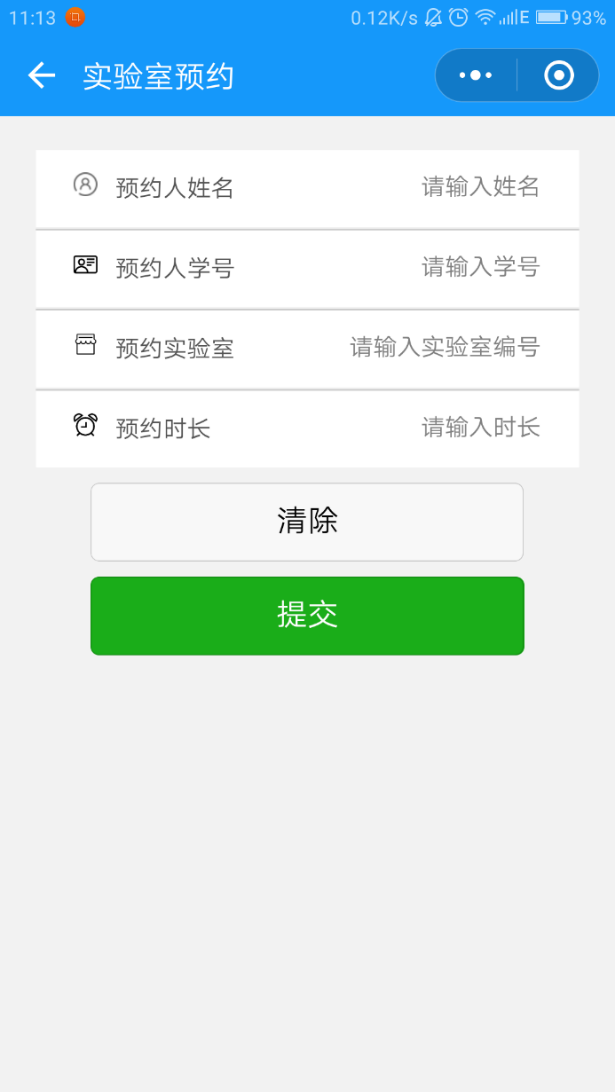 11:13 0.12K/s E 93%
实验室预约
预约人姓名 请输入姓名
预约人学号 请输入学号
预约实验室 请输入实验室编号
预约时长 请输入时长
清除
提交